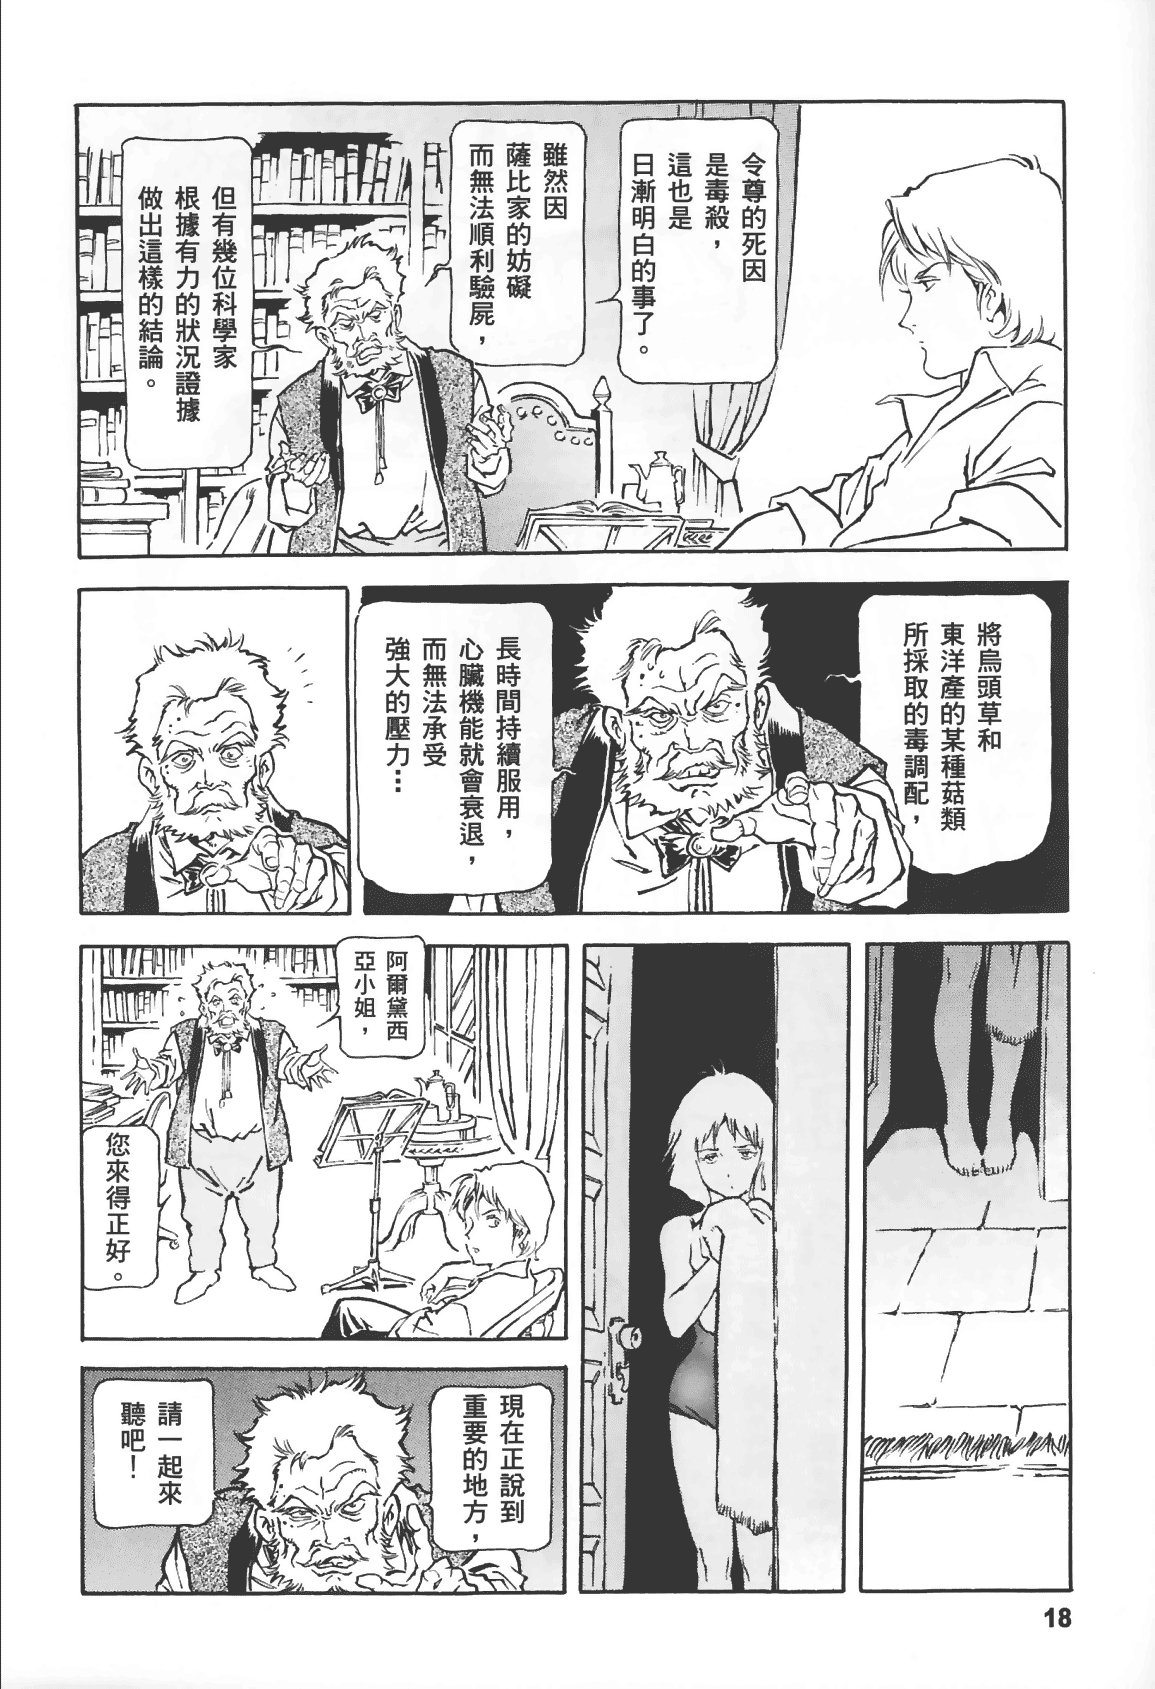 令尊的死因
是毒殺，
這也是
日漸明白的事了。
雖然因
薩比家的妨礙
而無法順利驗屍，
但有幾位科學家
根據有力的狀況證據
做出這樣的結論。
將烏頭草和
東洋產的某種菇類
所採取的毒調配，
長時間持續服用，
心臟機能就會衰退，
而無法承受
強大的壓力…
阿爾黛西
亞小姐，
您來得正好。
現在正說到
重要的地方，
請一起來
聽吧！
18